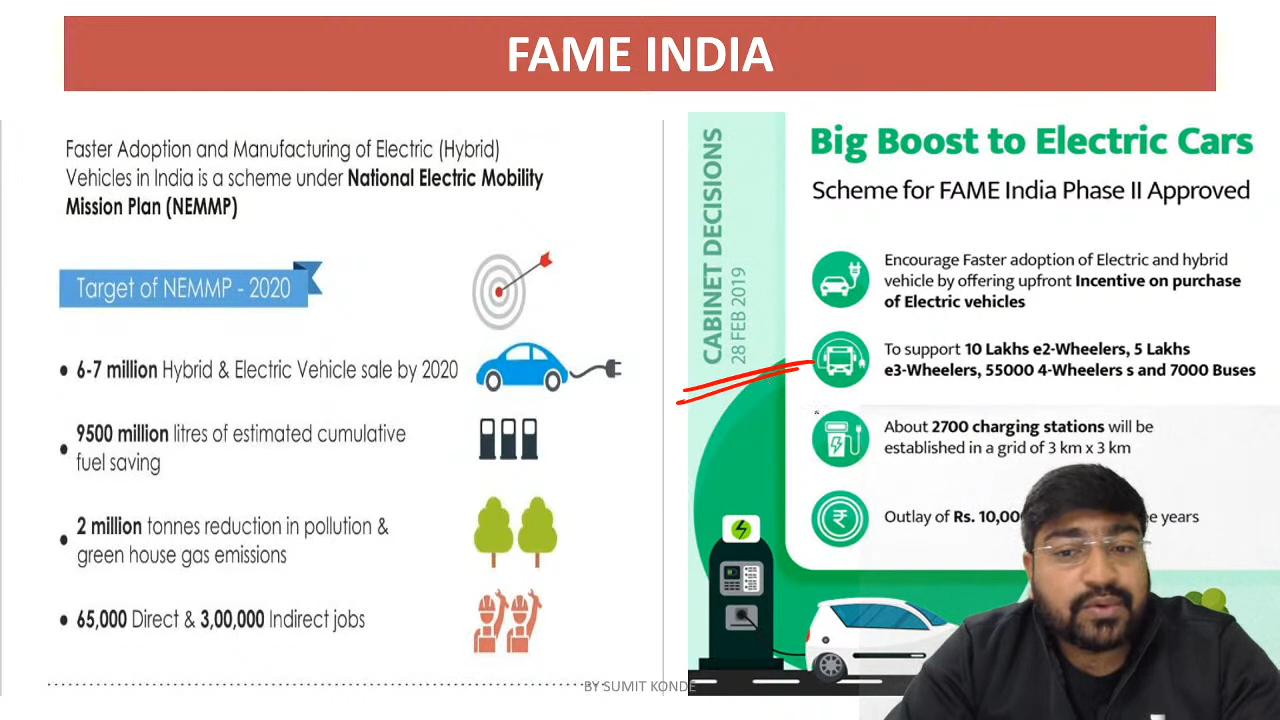 FAME INDIA
Faster Adoption and Manufacturing of Electric (Hybrid)
Vehicles in India is a scheme under National Electric Mobility
Mission Plan (NEMMP)
Target of NEMMP - 2020
6-7 million Hybrid & Electric Vehicle sale by 2020
9500 million litres of estimated cumulative
fuel saving
2 million tonnes reduction in pollution &
green house gas emissions
65,000 Direct & 3,00,000 Indirect jobs
CABINET DECISIONS
28 FEB 2019
Big Boost to Electric Cars
Scheme for FAME India Phase II Approved
Encourage Faster adoption of Electric and hybrid
vehicle by offering upfront Incentive on purchase
of Electric vehicles
To support 10 Lakhs e2-Wheelers, 5 Lakhs
e3-Wheelers, 55000 4-Wheelers s and 7000 Buses
About 2700 charging stations will be
established in a grid of 3 km x 3 km
Outlay of Rs. years
BY SUMIT KONDE